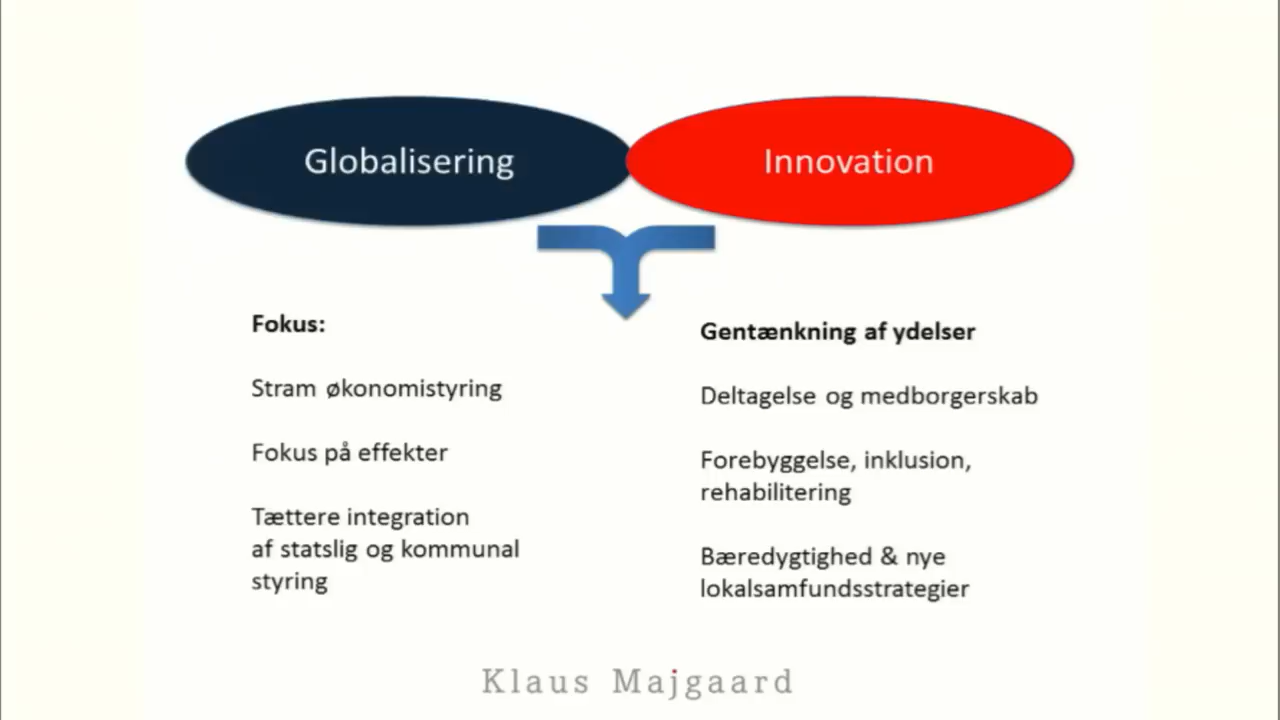 Globalisering
Innovation
Fokus:
Stram økonomistyring
Fokus på effekter
Tættere integration
af statslig og kommunal
styring
Gentænkning af ydelser
Deltagelse og medborgerskab
Forebyggelse, inklusion,
rehabilitering
Bæredygtighed & nye
lokalsamfundsstrategier
Klaus Majgaard